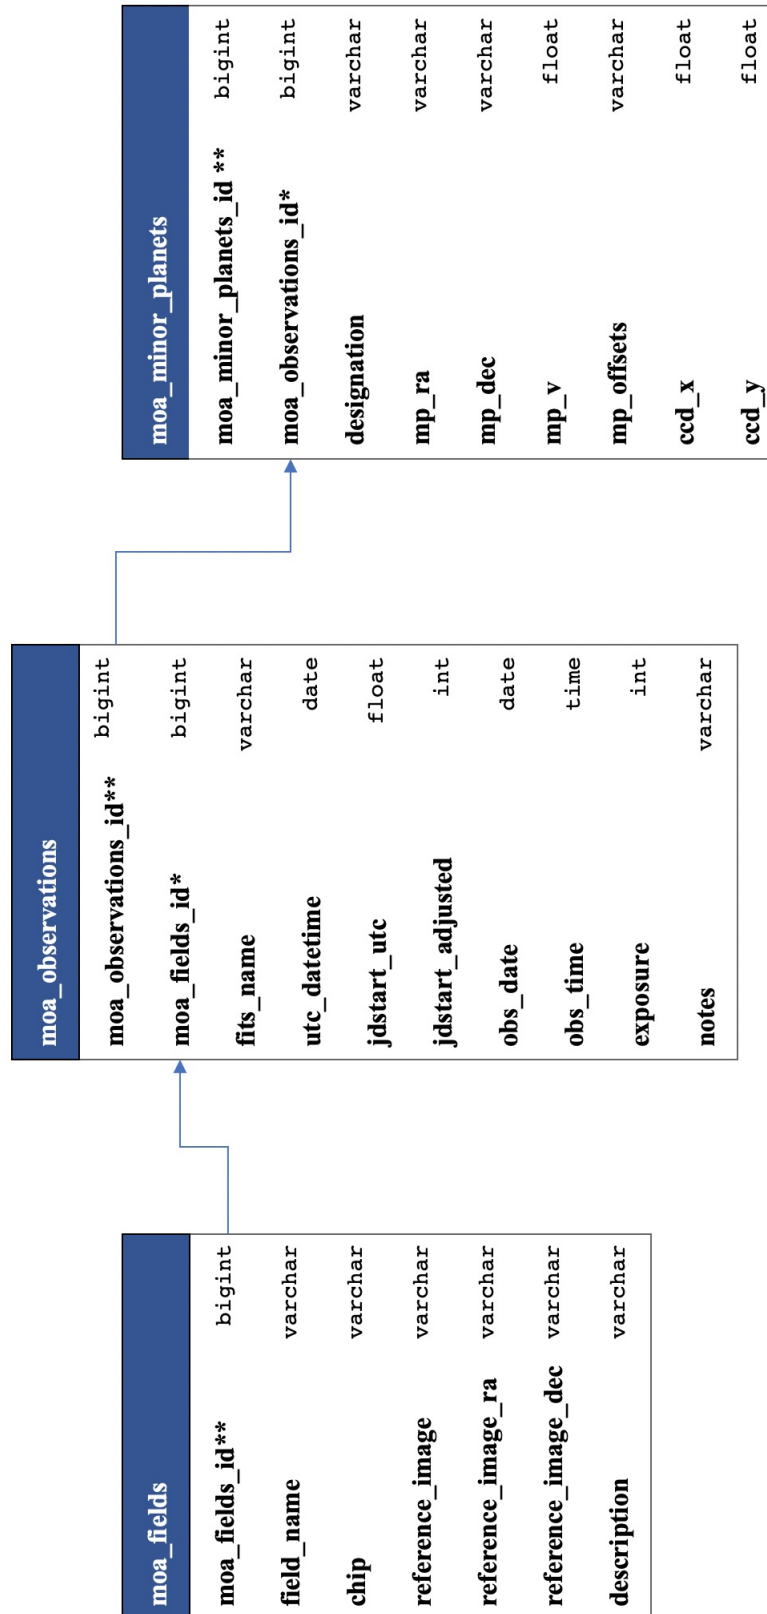 moa_fields
moa_fields_id** bigint
field_name varchar
chip varchar
reference_image varchar
reference_image_ra varchar
reference_image_dec varchar
description varchar
moa_observations
moa_observations_id** bigint
moa_fields_id* bigint
fits_name varchar
utc_datetime date
jdstart_utc float
jdstart_adjusted int
obs_date date
obs_time time
exposure int
notes varchar
moa_minor_planets
moa_minor_planets_id ** bigint
moa_observations_id* bigint
designation varchar
mp_ra varchar
mp_dec varchar
mp_v float
mp_offsets varchar
ccd_x float
ccd_y float